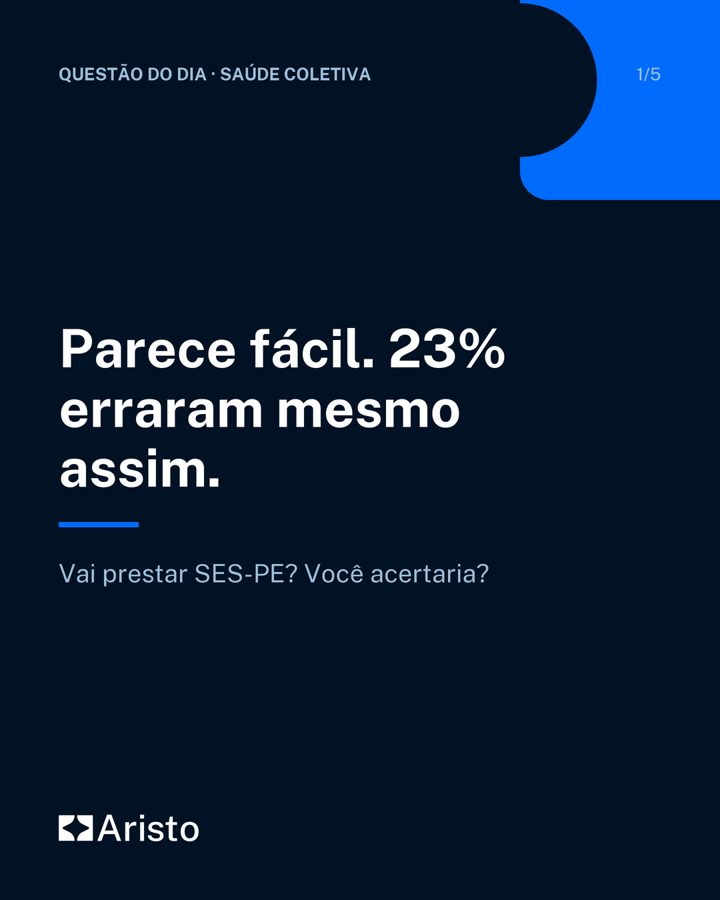 QUESTÃO DO DIA · SAÚDE COLETIVA
1/5
Parece fácil. 23%
erraram mesmo
assim.
Vai prestar SES-PE? Você acertaria?
Aristo